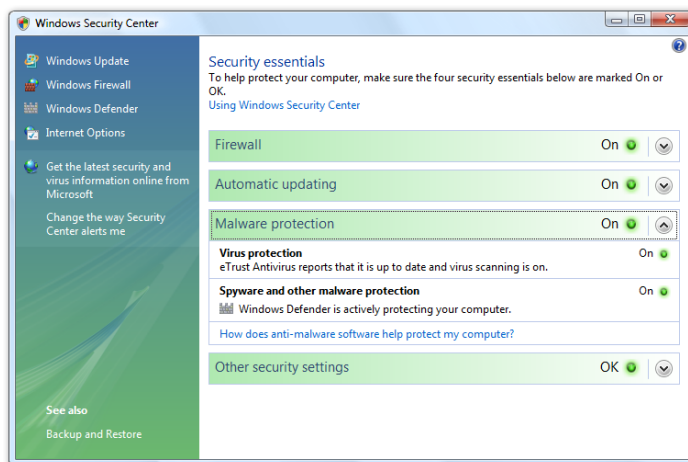 Windows Security Center
Windows Update
Windows Firewall
Windows Defender
Internet Options
Get the latest security and
virus information online from
Microsoft
Change the way Security
Center alerts me
See also
Backup and Restore
Security essentials
To help protect your computer, make sure the four security essentials below are marked On or
OK.
Using Windows Security Center
Firewall On
Automatic updating On
Malware protection On
Virus protection On
eTrust Antivirus reports that it is up to date and virus scanning is on.
Spyware and other malware protection On
Windows Defender is actively protecting your computer.
How does anti-malware software help protect my computer?
Other security settings OK